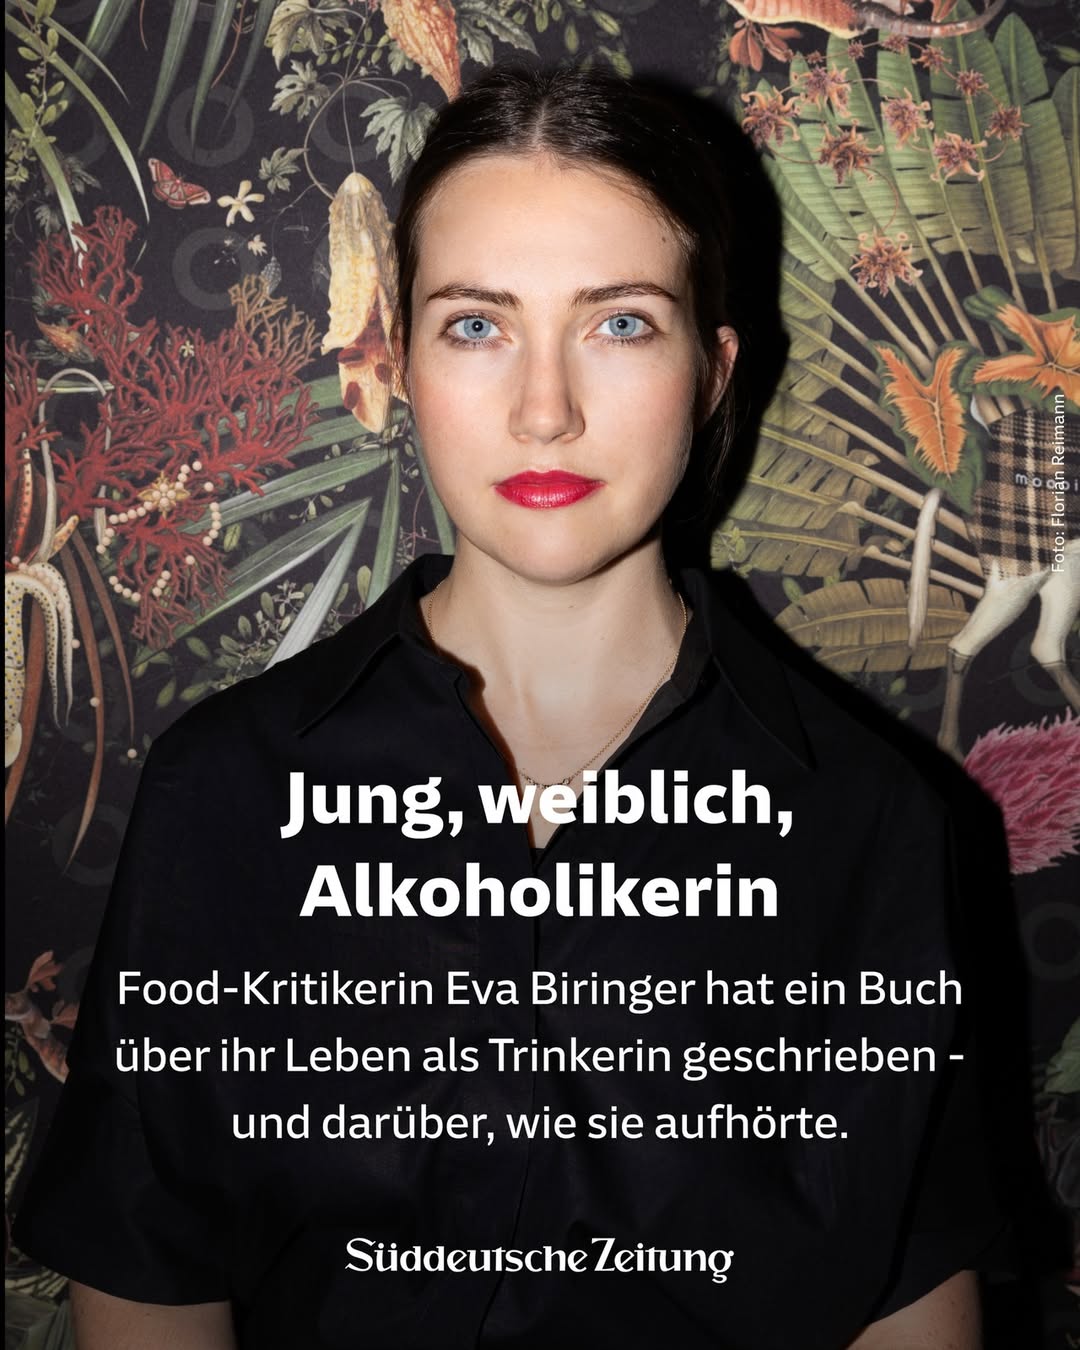 Jung, weiblich,
Alkoholikerin
Food-Kritikerin Eva Biringer hat ein Buch
über ihr Leben als Trinkerin geschrieben -
und darüber, wie sie aufhörte.
Süddeutsche Zeitung
Foto: Florian Reimann